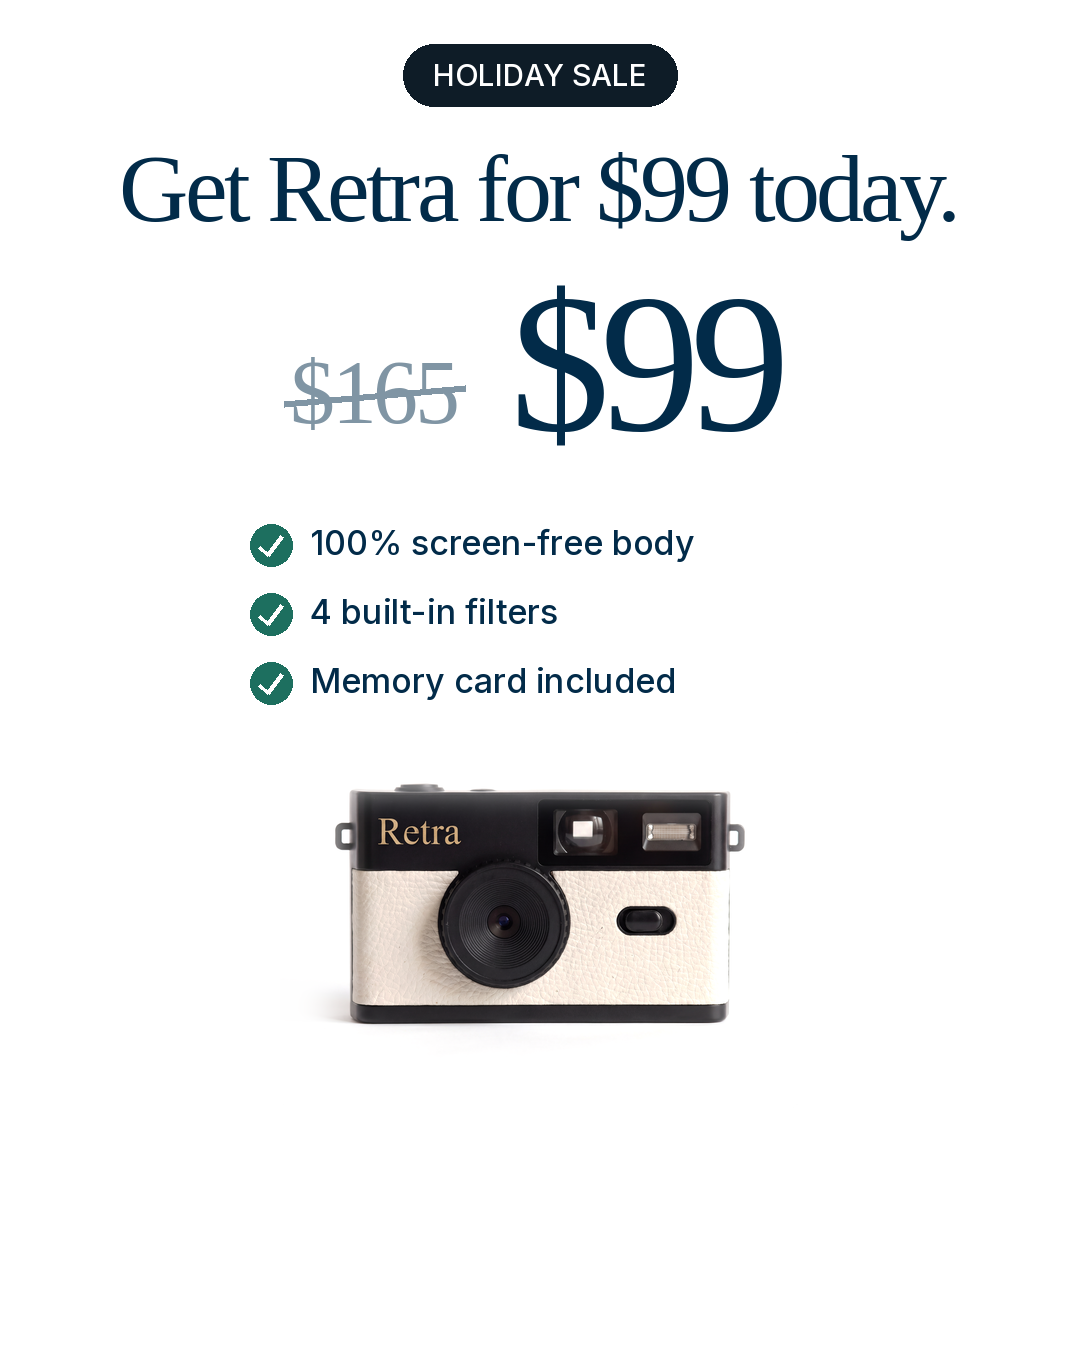 HOLIDAY SALE
Get Retra for $99 today.
$165 $99
100% screen-free body
4 built-in filters
Memory card included
Retra